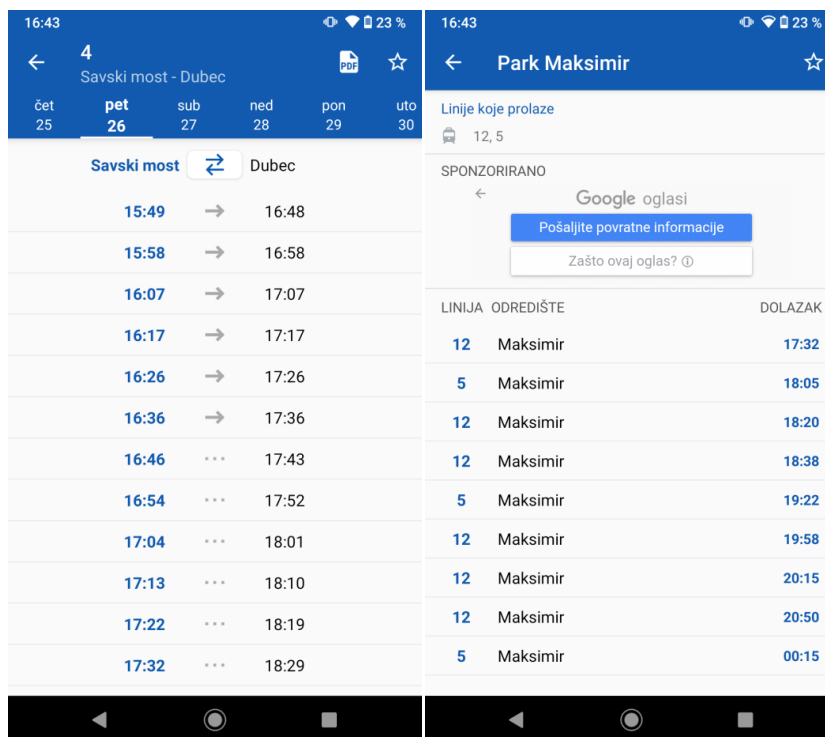 16:43
23 %
4
Savski most - Dubec
PDF
čet pet sub ned pon uto
25 26 27 28 29 30
Savski most Dubec
15:49 → 16:48
15:58 → 16:58
16:07 → 17:07
16:17 → 17:17
16:26 → 17:26
16:36 → 17:36
16:46 ... 17:43
16:54 ... 17:52
17:04 ... 18:01
17:13 ... 18:10
17:22 ... 18:19
17:32 ... 18:29
16:43
23 %
Park Maksimir
Linije koje prolaze
12, 5
SPONZORIRANO
Google oglasi
Pošaljite povratne informacije
Zašto ovaj oglas?
LINIJA ODREDIŠTE DOLAZAK
12 Maksimir 17:32
5 Maksimir 18:05
12 Maksimir 18:20
12 Maksimir 18:38
5 Maksimir 19:22
12 Maksimir 19:58
12 Maksimir 20:15
12 Maksimir 20:50
5 Maksimir 00:15